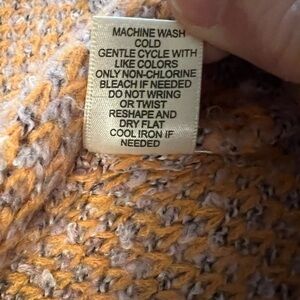 MACHINE WASH
COLD
GENTLE CYCLE WITH
LIKE COLORS
ONLY NON-CHLORINE
BLEACH IF NEEDED
DO NOT WRING
OR TWIST
RESHAPE AND
DRY FLAT
COOL IRON IF
NEEDED